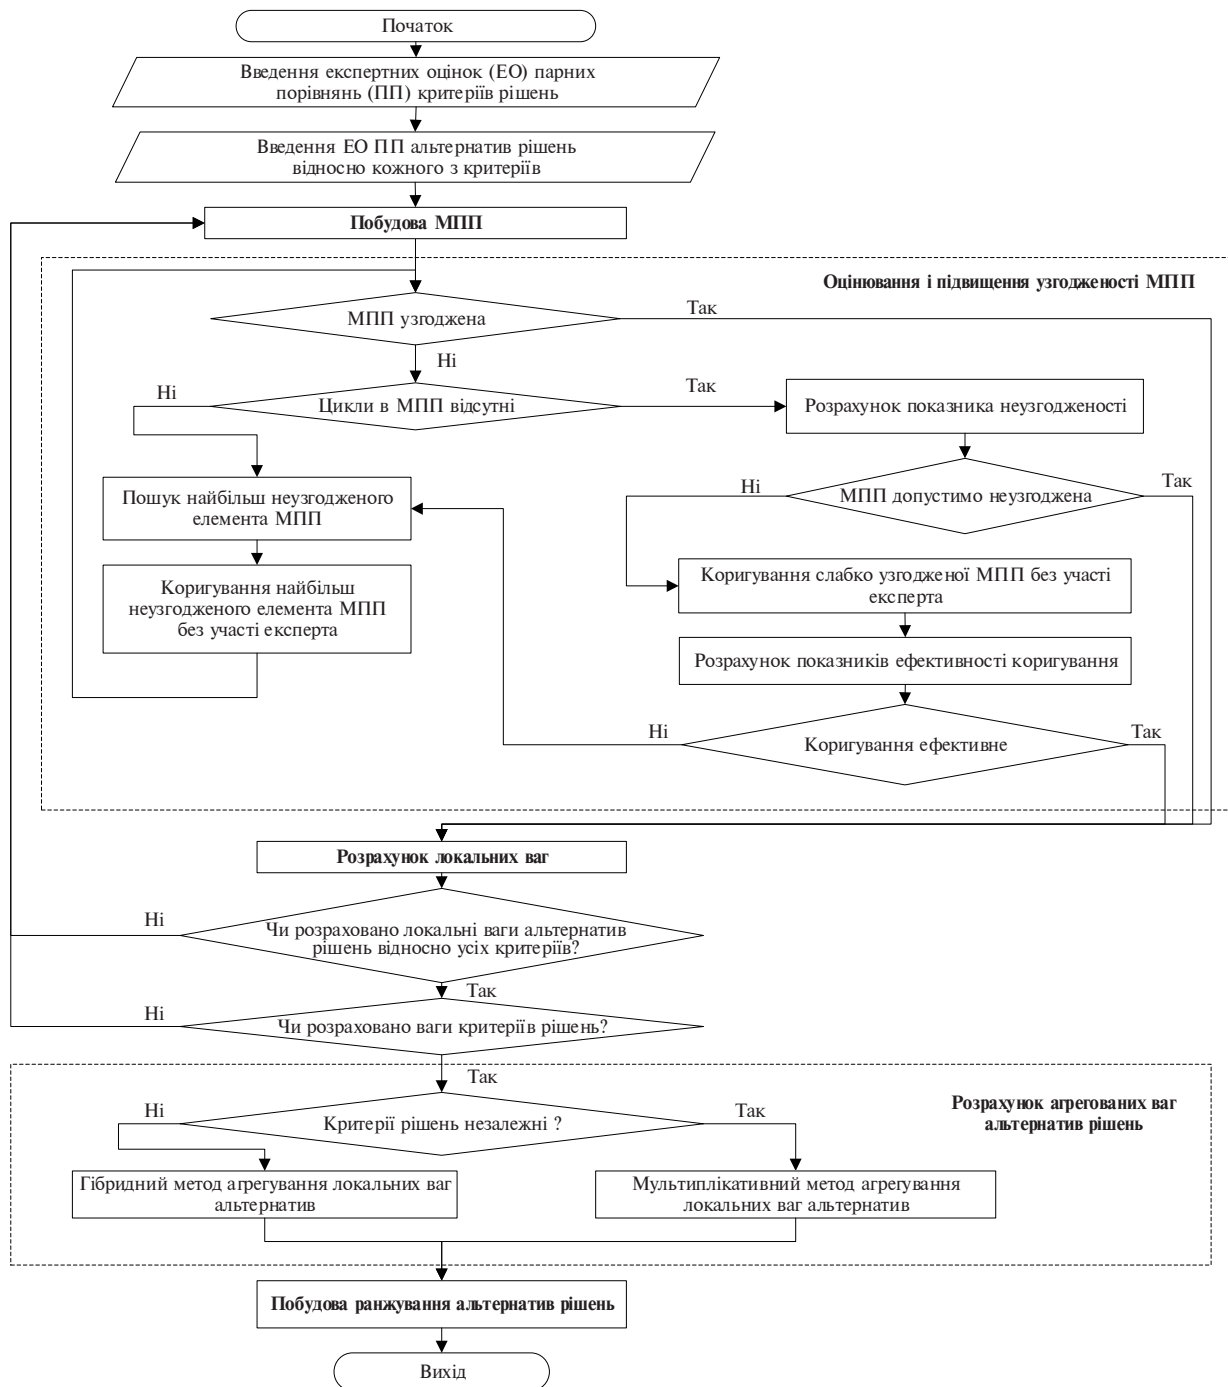 Початок
Введення експертних оцінок (ЕО) парних
порівнянь (ПП) критеріїв рішень
Введення ЕО ПП альтернатив рішень
відносно кожного з критеріїв
Побудова МПП
Оцінювання і підвищення узгодженості МПП
МПП узгоджена
Так
Ні
Ні
Цикли в МПП відсутні
Так
Розрахунок показника неузгодженості
Ні
МПП допустимо неузгоджена
Так
Пошук найбільш неузгодженого
елемента МПП
Коригування найбільш
неузгодженого елемента МПП
без участі експерта
Коригування слабко узгодженої МПП без участі
експерта
Розрахунок показників ефективності коригування
Ні
Коригування ефективне
Так
Розрахунок локальних ваг
Ні
Чи розраховано локальні ваги альтернатив
рішень відносно усіх критеріїв?
Так
Ні
Чи розраховано ваги критеріїв рішень?
Так
Ні
Критерії рішень незалежні ?
Так
Розрахунок агрегованих ваг
альтернатив рішень
Гібридний метод агрегування локальних ваг
альтернатив
Мультиплікативний метод агрегування
локальних ваг альтернатив
Побудова ранжування альтернатив рішень
Вихід